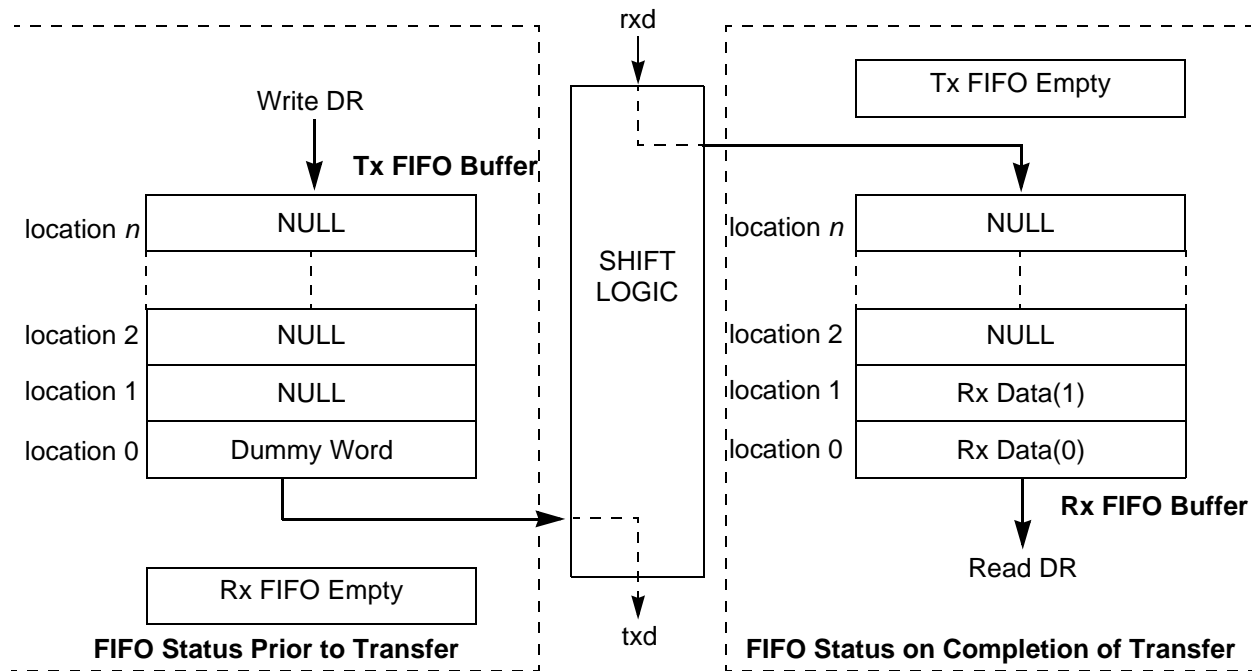 Write DR
Tx FIFO Buffer
location n
NULL
location 2
NULL
location 1
NULL
location 0
Dummy Word
Rx FIFO Empty
FIFO Status Prior to Transfer
rxd
SHIFT
LOGIC
txd
Tx FIFO Empty
location n
NULL
location 2
NULL
location 1
Rx Data(1)
location 0
Rx Data(0)
Rx FIFO Buffer
Read DR
FIFO Status on Completion of Transfer